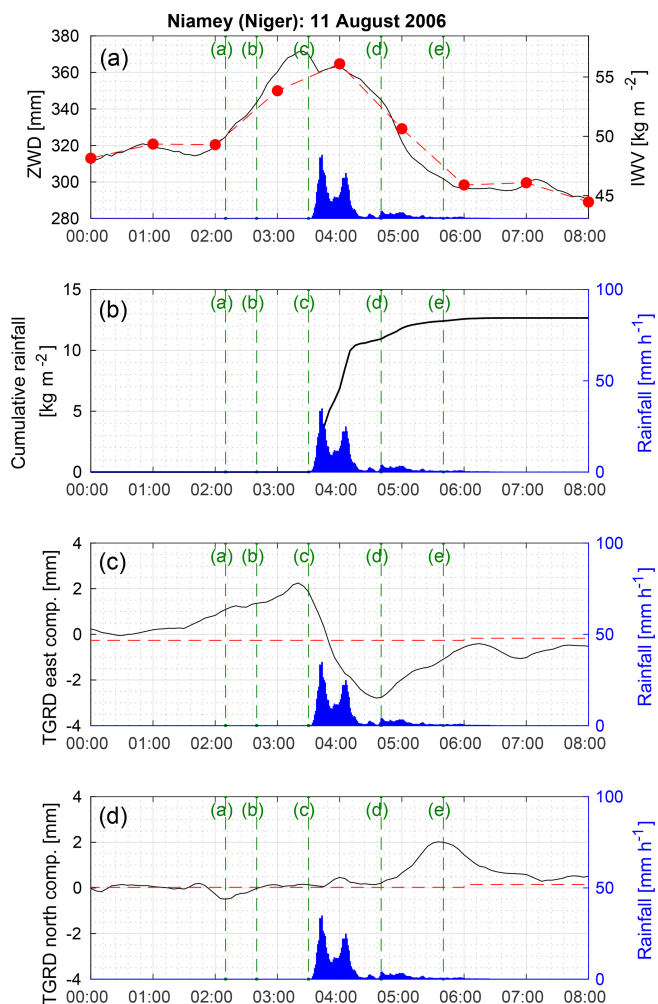 Niamey (Niger): 11 August 2006
(a)
(a) (b) (c) (d) (e)
ZWD [mm]
380
360
340
320
300
280
IWV [kg m -2]
55
50
45
00:00 01:00 02:00 03:00 04:00 05:00 06:00 07:00 08:00
(b)
(a) (b) (c) (d) (e)
Cumulative rainfall
[kg m -2]
15
10
5
0
Rainfall [mm h-1]
100
50
0
00:00 01:00 02:00 03:00 04:00 05:00 06:00 07:00 08:00
(c)
(a) (b) (c) (d) (e)
TGRD east comp. [mm]
4
2
0
-2
-4
Rainfall [mm h-1]
100
50
0
00:00 01:00 02:00 03:00 04:00 05:00 06:00 07:00 08:00
(d)
(a) (b) (c) (d) (e)
TGRD north comp. [mm]
4
2
0
-2
-4
Rainfall [mm h-1]
100
50
0
00:00 01:00 02:00 03:00 04:00 05:00 06:00 07:00 08:00